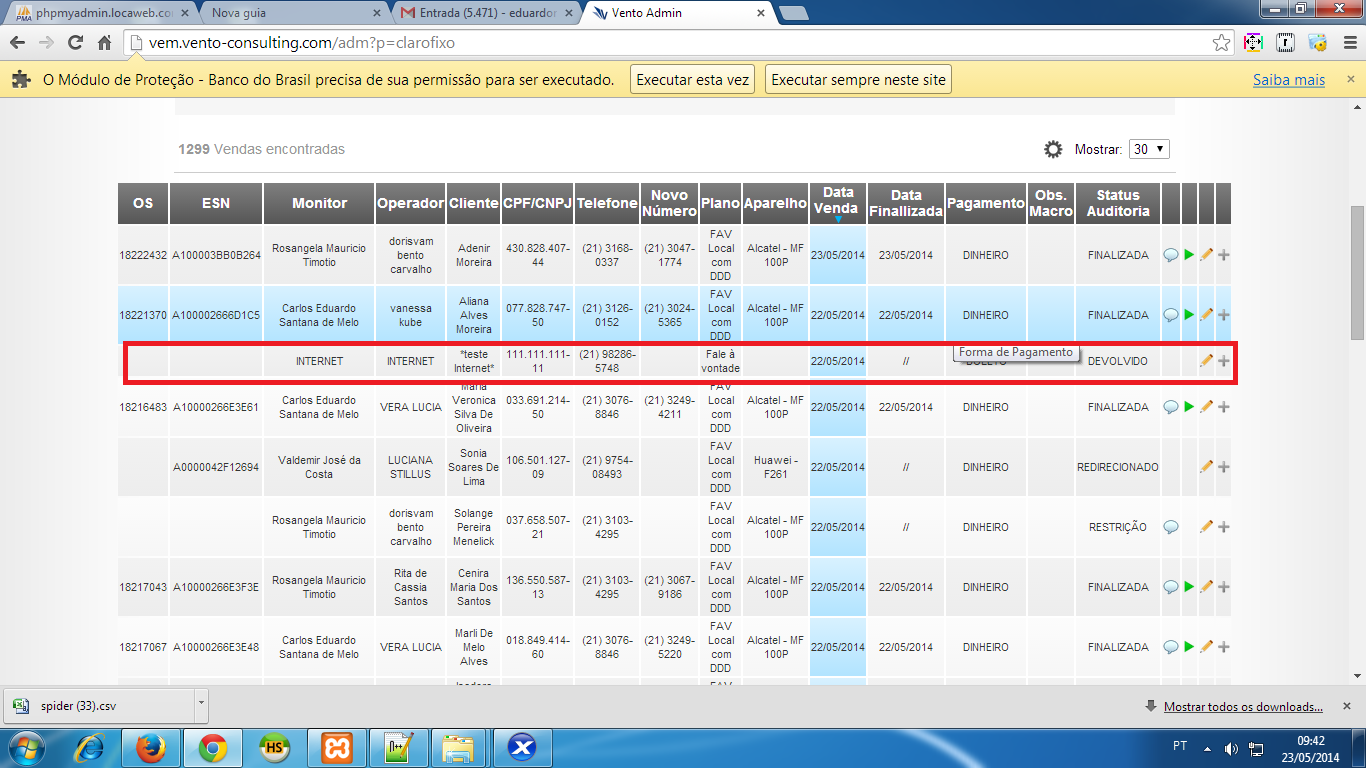 phpmyadmin.locaweb.co
Nova guia
Entrada (5.471) - eduardor
Vento Admin
vem.vento-consulting.com/adm?p=clarofixo
O Módulo de Proteção - Banco do Brasil precisa de sua permissão para ser executado. Executar esta vez Executar sempre neste site Saiba mais
1299 Vendas encontradas
Mostrar: 30
OS ESN Monitor Operador Cliente CPF/CNPJ Telefone Novo Número Plano Aparelho Data Venda Data Finallizada Pagamento Obs. Macro Status Auditoria
18222432 A100003BB0B264 Rosangela Mauricio Timotio dorisvam bento carvalho Adenir Moreira 430.828.407-44 (21) 3168-0337 (21) 3047-1774 FAV Local com DDD Alcatel - MF 100P 23/05/2014 23/05/2014 DINHEIRO FINALIZADA
18221370 A100002666D1C5 Carlos Eduardo Santana de Melo vanessa kube Aliana Alves Moreira 077.828.747-50 (21) 3126-0152 (21) 3024-5365 FAV Local com DDD Alcatel - MF 100P 22/05/2014 22/05/2014 DINHEIRO FINALIZADA
INTERNET INTERNET *teste Internet* 111.111.111-11 (21) 98286-5748 Fale à vontade 22/05/2014 // BOLETO DEVOLVIDO
Forma de Pagamento
18216483 A10000266E3E61 Carlos Eduardo Santana de Melo VERA LUCIA Maria Veronica Silva De Oliveira 033.691.214-50 (21) 3076-8846 (21) 3249-4211 FAV Local com DDD Alcatel - MF 100P 22/05/2014 22/05/2014 DINHEIRO FINALIZADA
A0000042F12694 Valdemir José da Costa LUCIANA STILLUS Sonia Soares De Lima 106.501.127-09 (21) 9754-08493 FAV Local com DDD Huawei - F261 22/05/2014 // DINHEIRO REDIRECIONADO
Rosangela Mauricio Timotio dorisvam bento carvalho Solange Pereira Menelick 037.658.507-21 (21) 3103-4295 FAV Local com DDD Alcatel - MF 100P 22/05/2014 // DINHEIRO RESTRIÇÃO
18217043 A10000266E3F3E Rosangela Mauricio Timotio Rita de Cassia Santos Cenira Maria Dos Santos 136.550.587-13 (21) 3103-4295 (21) 3067-9186 FAV Local com DDD Alcatel - MF 100P 22/05/2014 22/05/2014 DINHEIRO FINALIZADA
18217067 A10000266E3E48 Carlos Eduardo Santana de Melo VERA LUCIA Marli De Melo Alves 018.849.414-60 (21) 3076-8846 (21) 3249-5220 FAV Local com DDD Alcatel - MF 100P 22/05/2014 22/05/2014 DINHEIRO FINALIZADA
spider (33).csv
Mostrar todos os downloads...
PT
09:42
23/05/2014